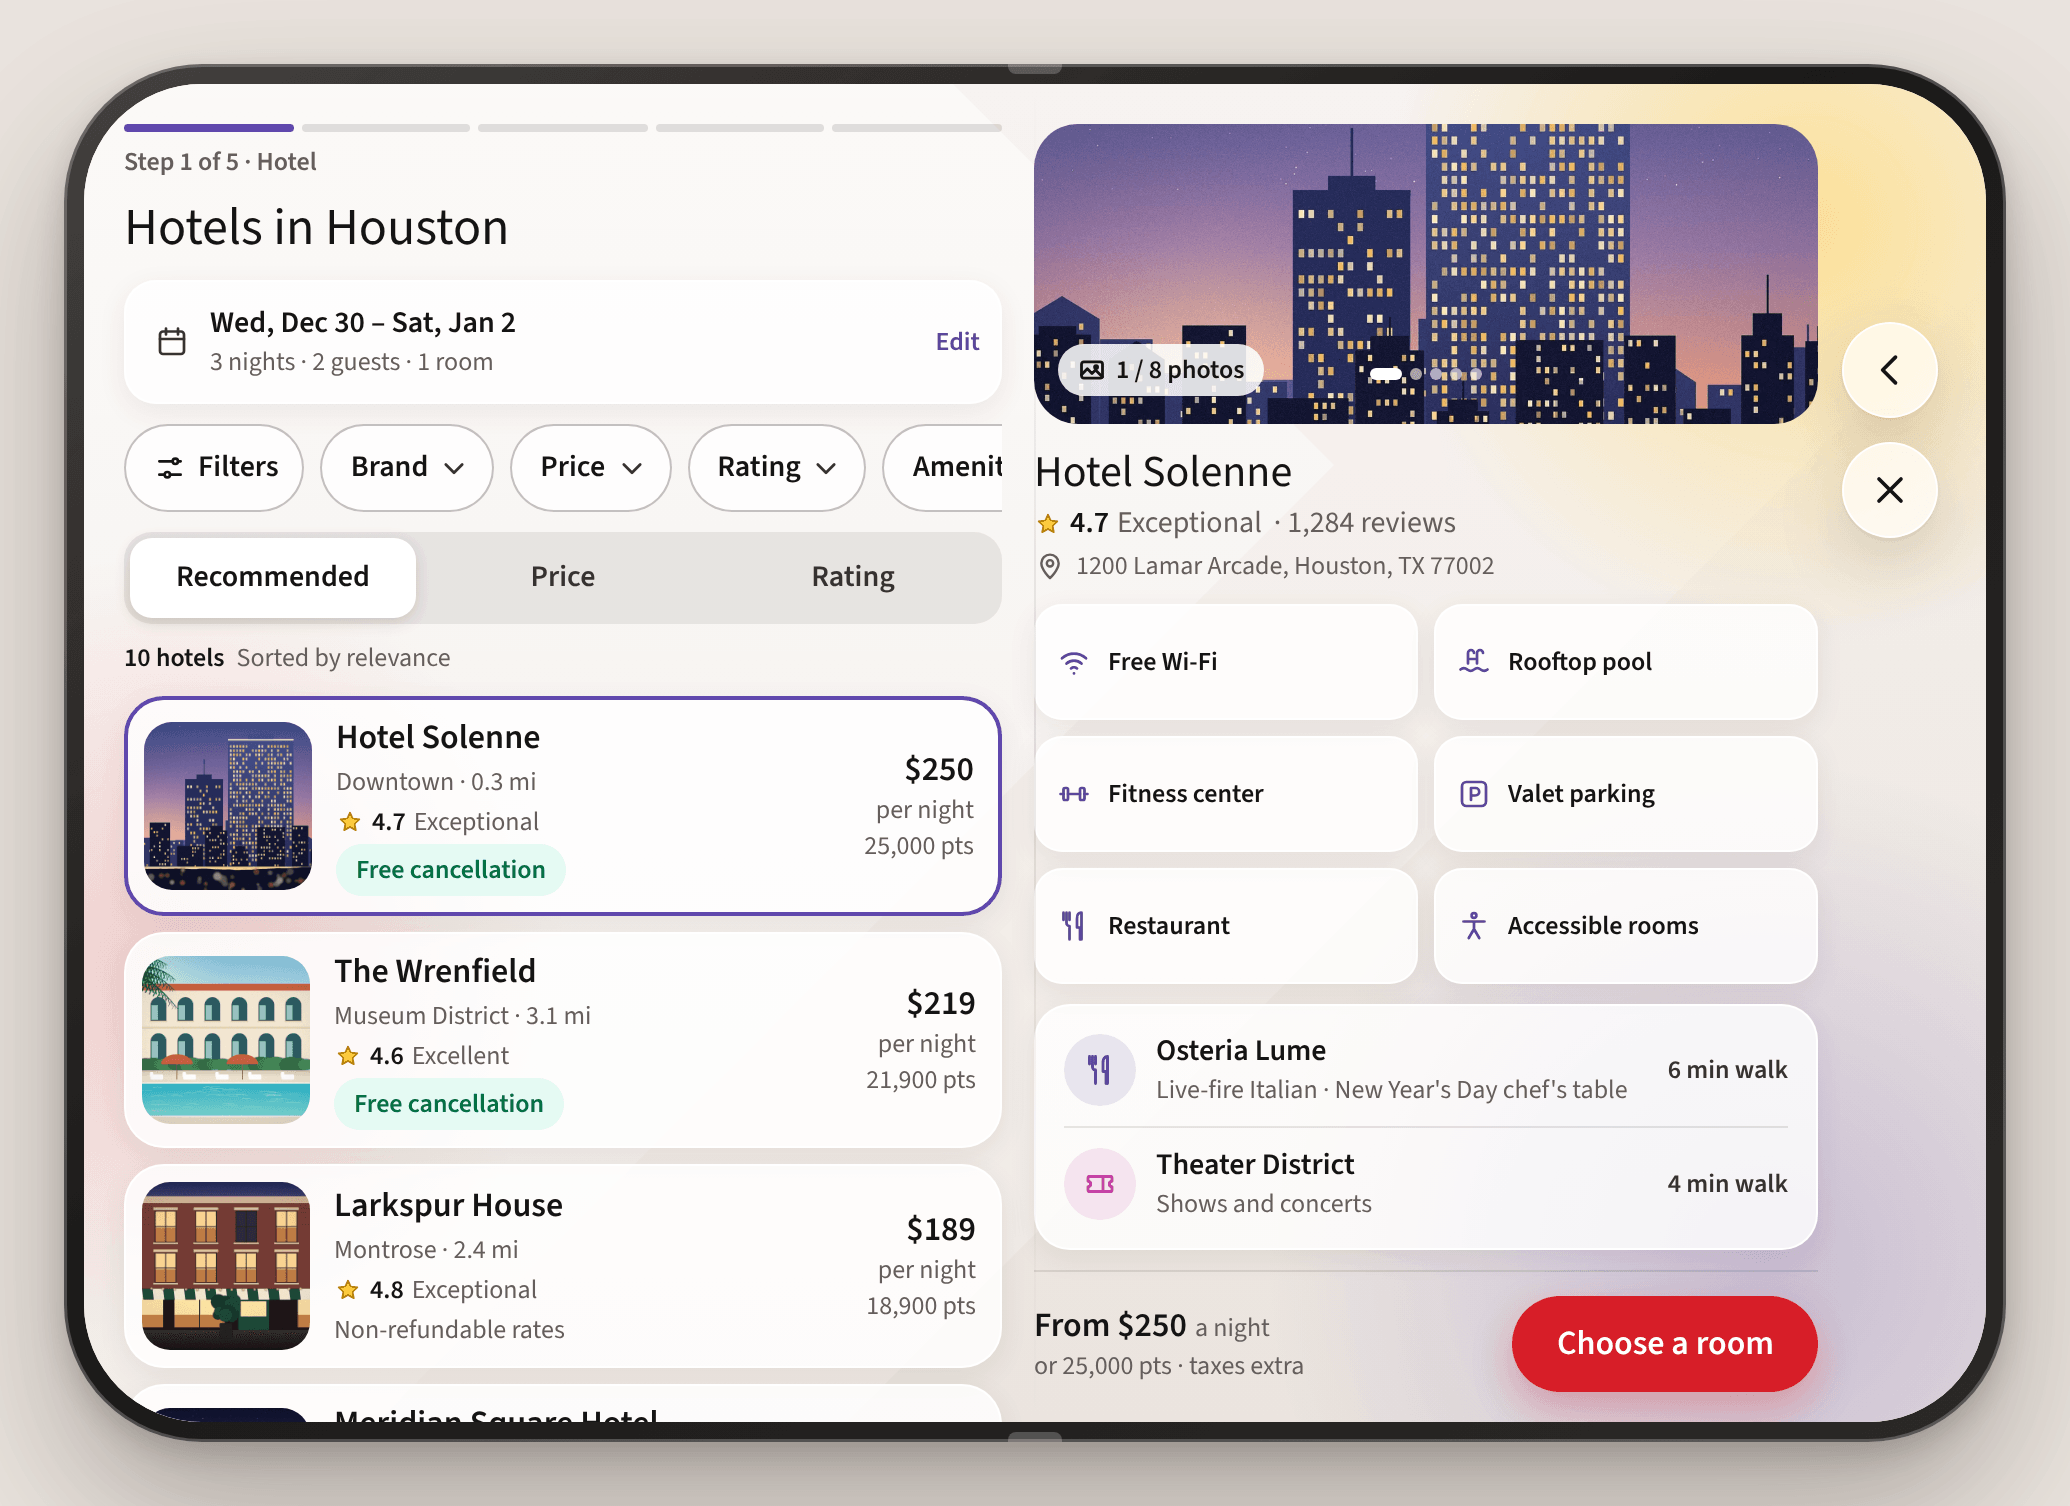 Step 1 of 5 · Hotel
Hotels in Houston
Wed, Dec 30 – Sat, Jan 2
3 nights · 2 guests · 1 room
Edit
Filters
Brand
Price
Rating
Amenit
Recommended
Price
Rating
10 hotels Sorted by relevance
Hotel Solenne
Downtown · 0.3 mi
4.7 Exceptional
Free cancellation
$250
per night
25,000 pts
The Wrenfield
Museum District · 3.1 mi
4.6 Excellent
Free cancellation
$219
per night
21,900 pts
Larkspur House
Montrose · 2.4 mi
4.8 Exceptional
Non-refundable rates
$189
per night
18,900 pts
Meridian Square Hotel
1 / 8 photos
Hotel Solenne
4.7 Exceptional · 1,284 reviews
1200 Lamar Arcade, Houston, TX 77002
Free Wi-Fi
Rooftop pool
Fitness center
P
Valet parking
Restaurant
Accessible rooms
Osteria Lume
Live-fire Italian · New Year's Day chef's table
6 min walk
Theater District
Shows and concerts
4 min walk
From $250 a night
or 25,000 pts · taxes extra
Choose a room